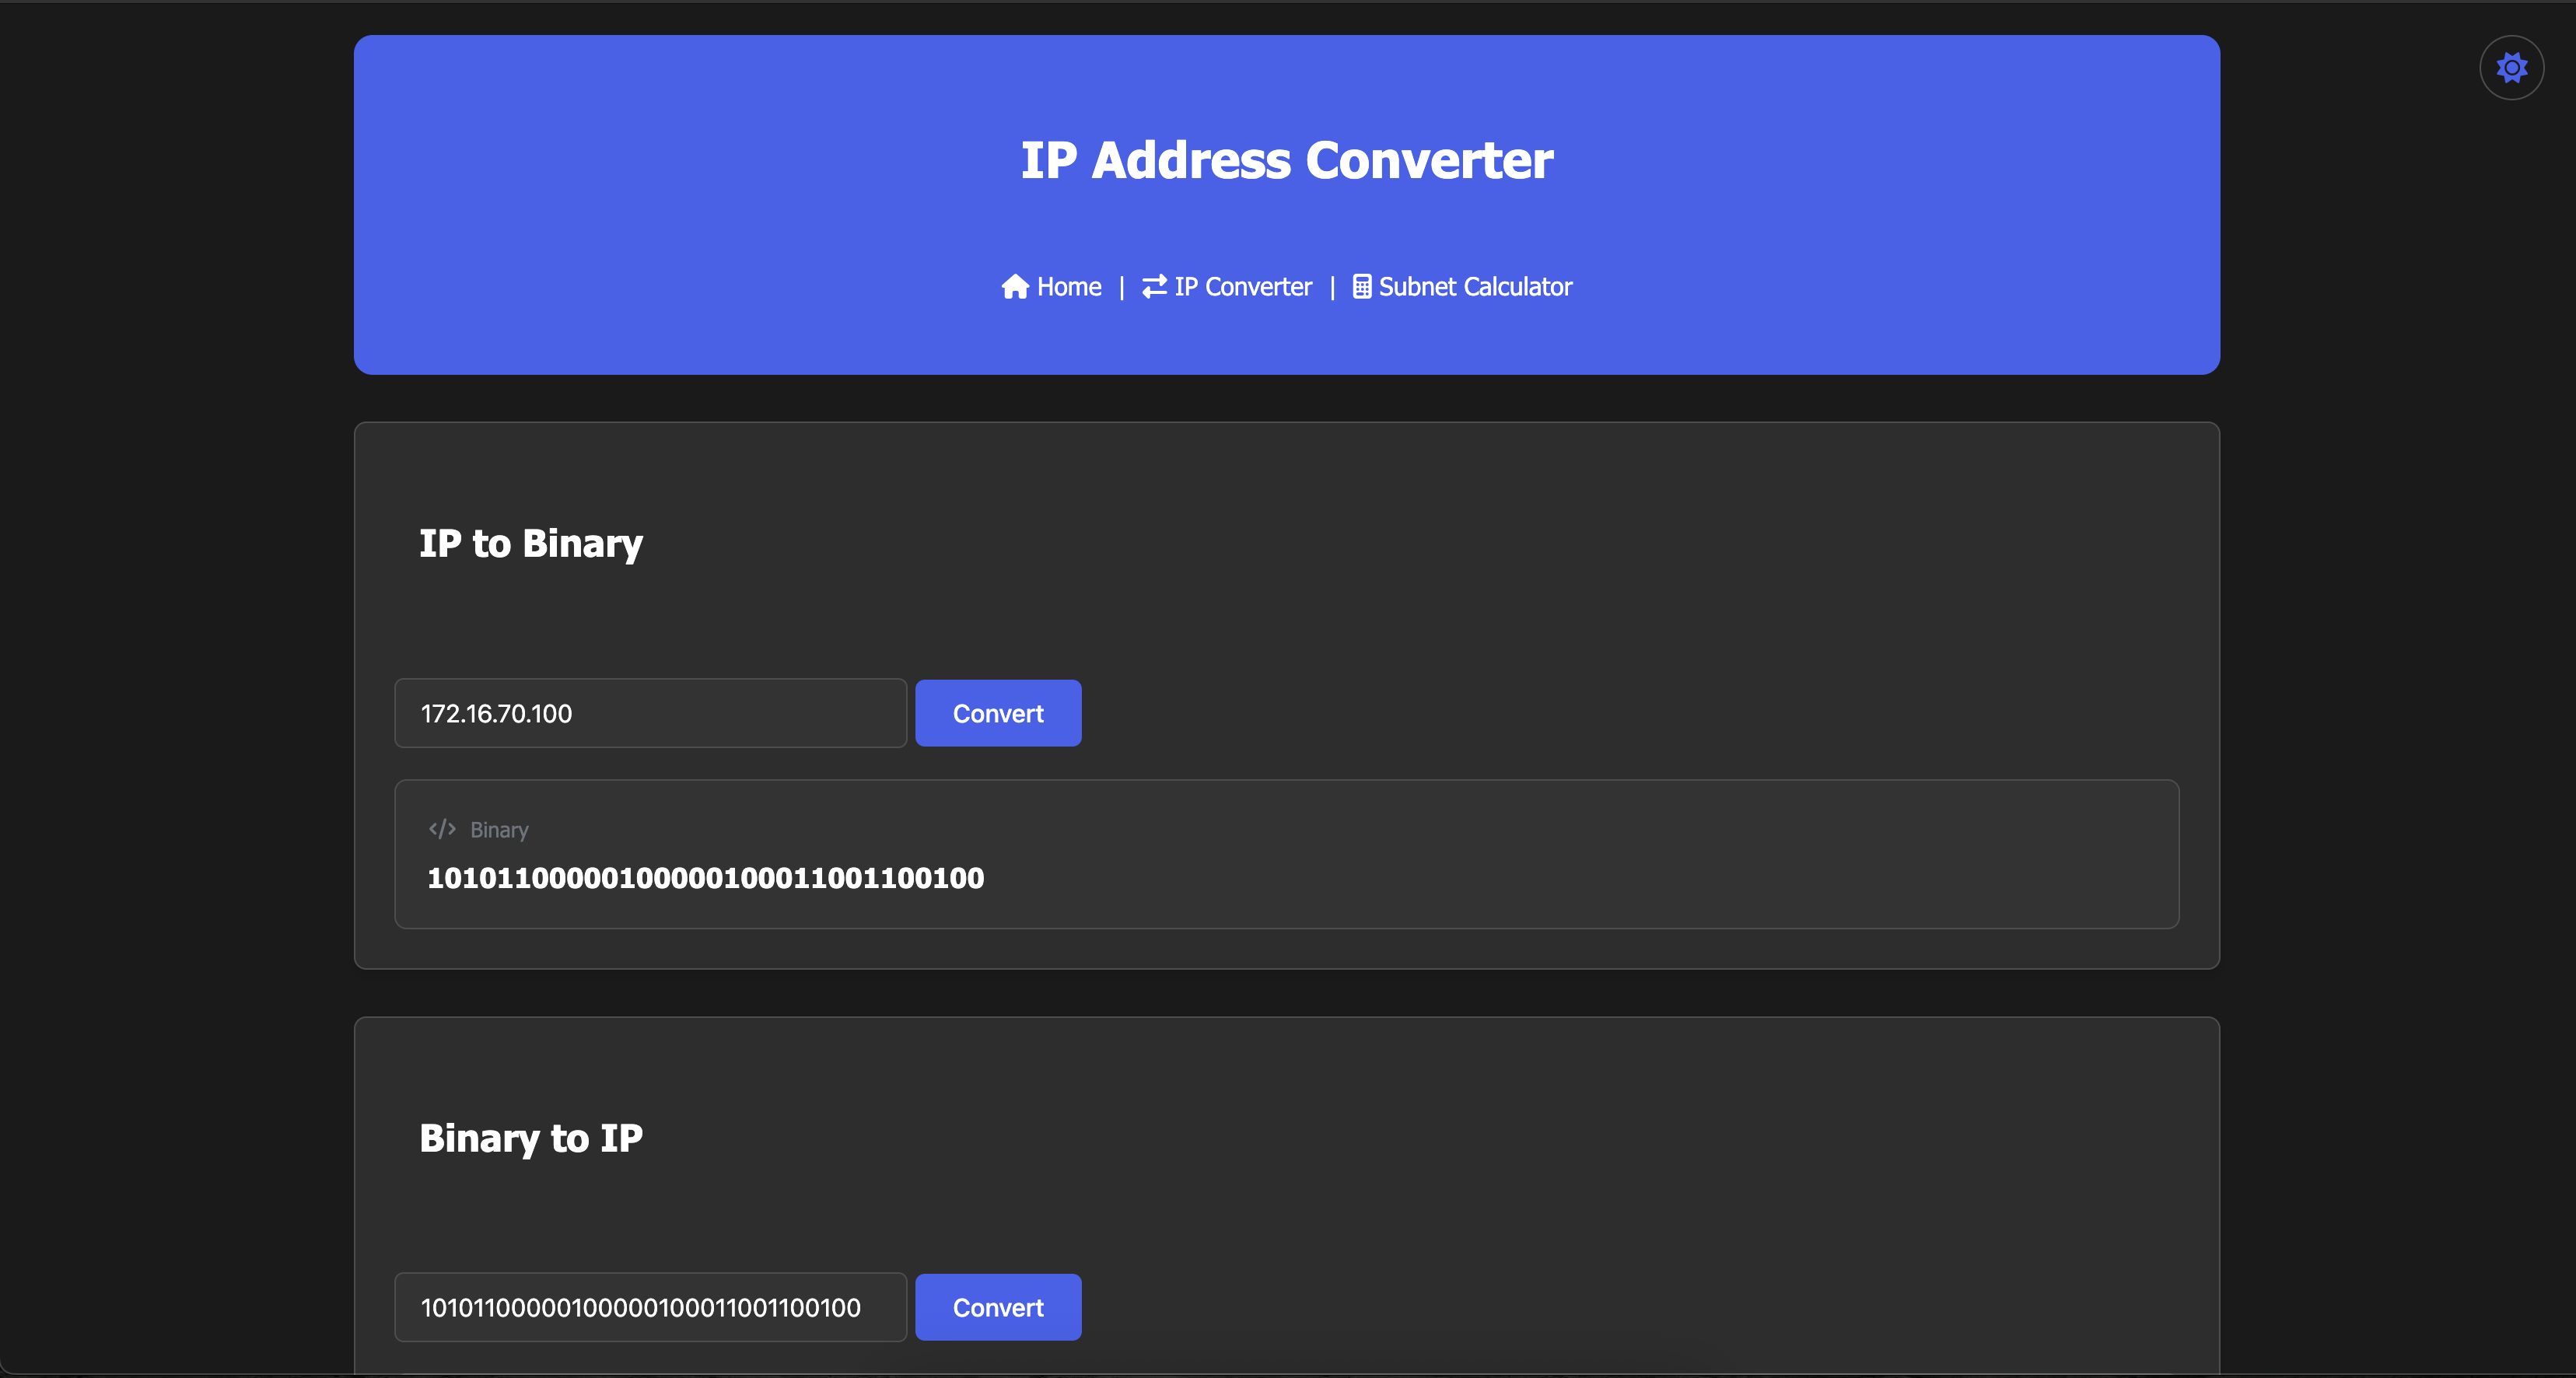 IP Address Converter
Home | IP Converter | Subnet Calculator
IP to Binary
172.16.70.100
Convert
</> Binary
10101100000100000100011001100100
Binary to IP
10101100000100000100011001100100
Convert